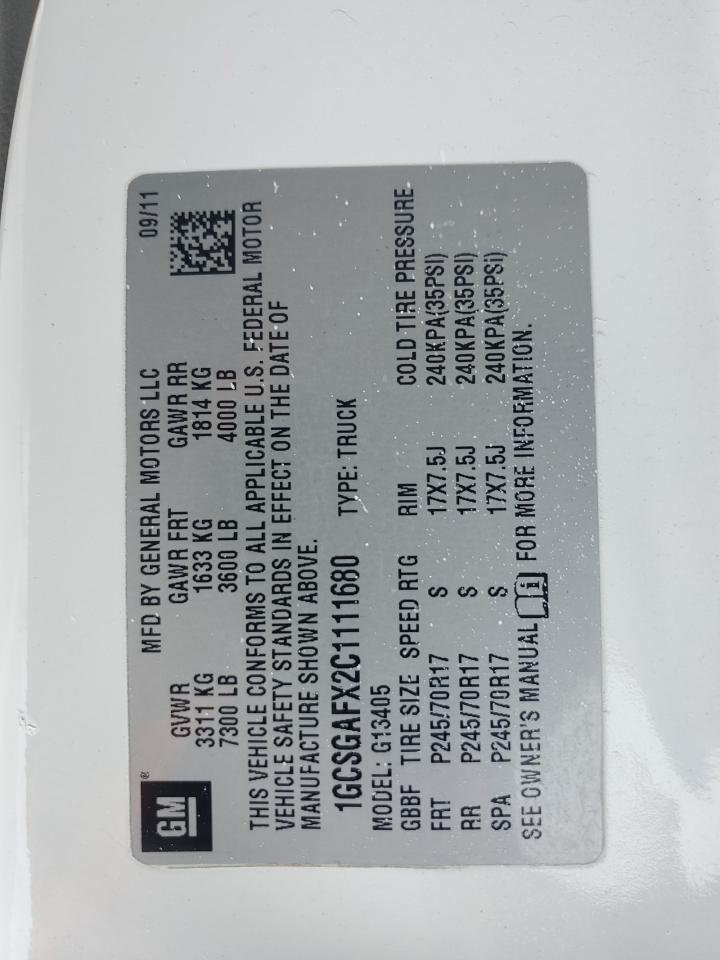 GM®
MFD BY GENERAL MOTORS LLC 09/11
GVWR GAWR FRT GAWR RR
3311 KG 1633 KG 1814 KG
7300 LB 3600 LB 4000 LB
THIS VEHICLE CONFORMS TO ALL APPLICABLE U.S. FEDERAL MOTOR
VEHICLE SAFETY STANDARDS IN EFFECT ON THE DATE OF
MANUFACTURE SHOWN ABOVE.
1GCSGAFX2C1111680 TYPE: TRUCK
MODEL: G13405
GBBF TIRE SIZE SPEED RTG RIM COLD TIRE PRESSURE
FRT P245/70R17 S 17X7.5J 240KPA(35PSI)
RR P245/70R17 S 17X7.5J 240KPA(35PSI)
SPA P245/70R17 S 17X7.5J 240KPA(35PSI)
SEE OWNER'S MANUAL i FOR MORE INFORMATION.